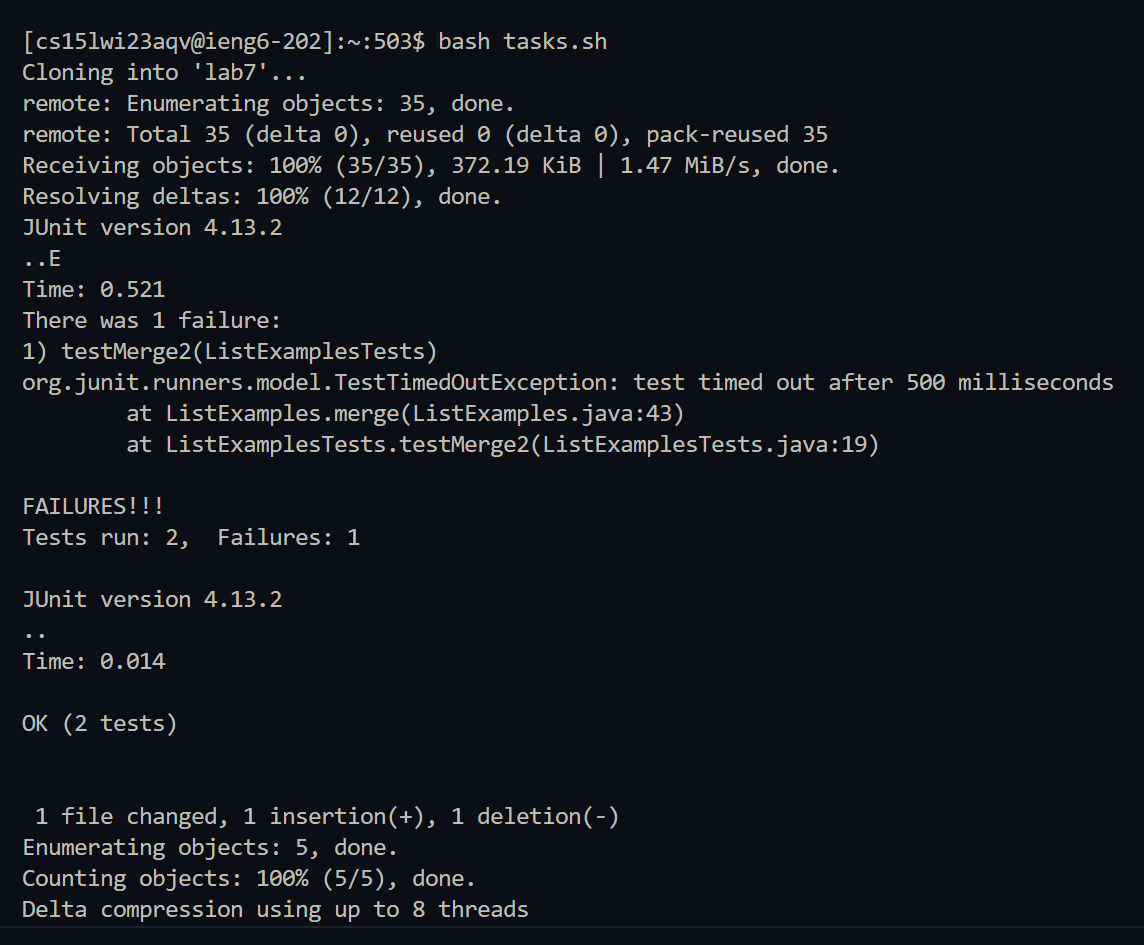 [cs15lwi23aqv@ieng6-202]:~:503$ bash tasks.sh
Cloning into 'lab7'...
remote: Enumerating objects: 35, done.
remote: Total 35 (delta 0), reused 0 (delta 0), pack-reused 35
Receiving objects: 100% (35/35), 372.19 KiB | 1.47 MiB/s, done.
Resolving deltas: 100% (12/12), done.
JUnit version 4.13.2
..E
Time: 0.521
There was 1 failure:
1) testMerge2(ListExamplesTests)
org.junit.runners.model.TestTimedOutException: test timed out after 500 milliseconds
        at ListExamples.merge(ListExamples.java:43)
        at ListExamplesTests.testMerge2(ListExamplesTests.java:19)

FAILURES!!!
Tests run: 2,  Failures: 1

JUnit version 4.13.2
..
Time: 0.014

OK (2 tests)


 1 file changed, 1 insertion(+), 1 deletion(-)
Enumerating objects: 5, done.
Counting objects: 100% (5/5), done.
Delta compression using up to 8 threads